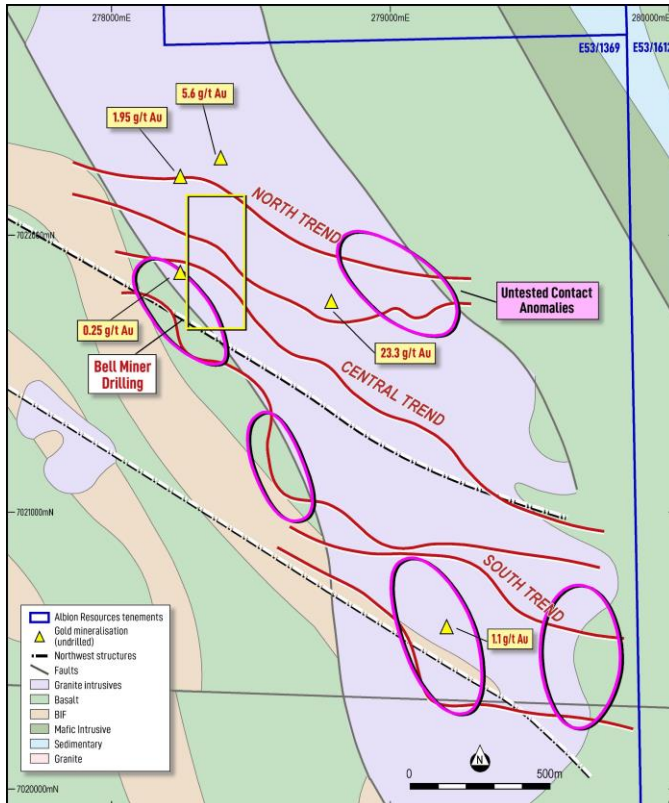 278000mE
279000mE
280000mE
E53/1369
E53/1612
5.6 g/t Au
1.95 g/t Au
NORTH TREND
7022000mN
Untested Contact
Anomalies
0.25 g/t Au
23.3 g/t Au
Bell Miner
Drilling
CENTRAL TREND
7021000mN
SOUTH TREND
1.1 g/t Au
Albion Resources tenements
Gold mineralisation
(undrilled)
Northwest structures
Faults
Granite intrusives
Basalt
BIF
Mafic Intrusive
Sedimentary
Granite
N
0
500m
7020000mN